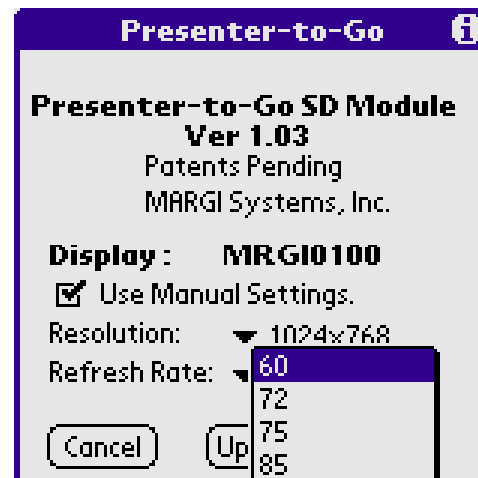 Presenter-to-Go
Presenter-to-Go SD Module
Ver 1.03
Patents Pending
MARGI Systems, Inc.
Display : MRGI0100
Use Manual Settings.
Resolution: 1024x768
Refresh Rate: 60
72
75
85
Cancel Up